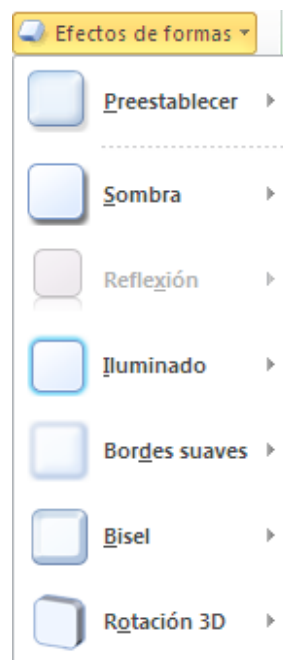 Efectos de formas
Preestablecer
Sombra
Reflexión
Iluminado
Bordes suaves
Bisel
Rotación 3D